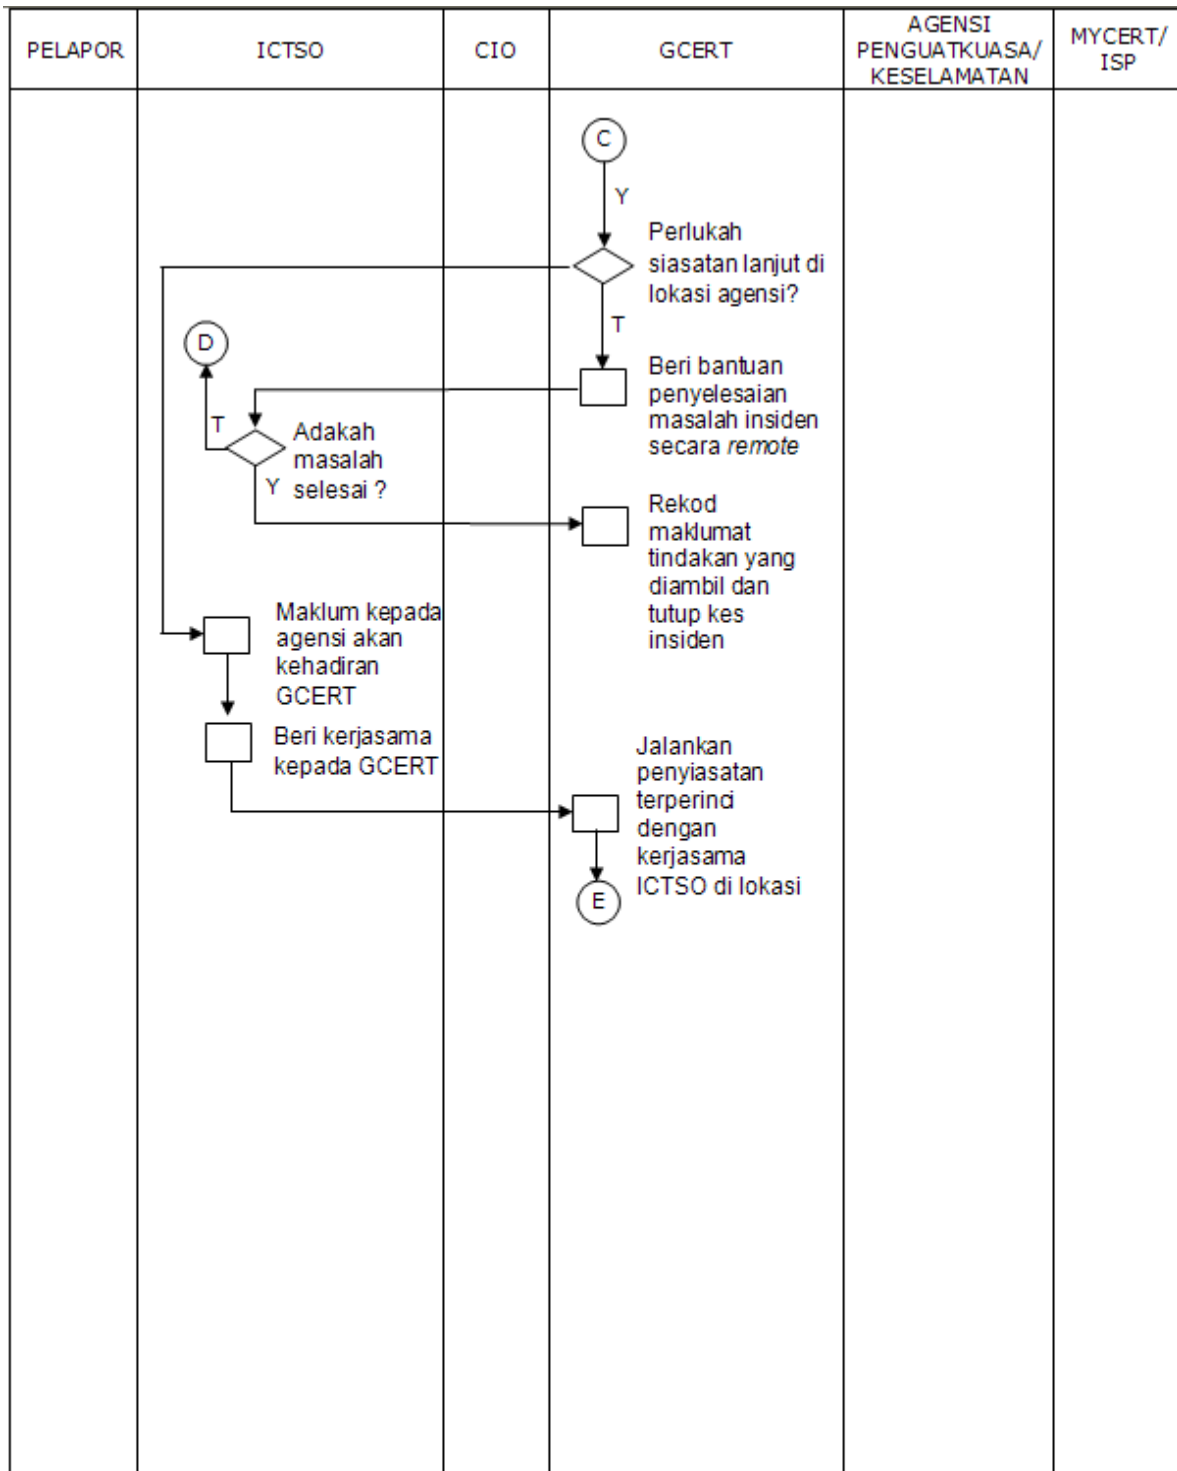 PELAPOR
ICTSO
CIO
GCERT
AGENSI
PENGUATKUASA/
KESELAMATAN
MYCERT/
ISP
C
Y
Perlukah
siasatan lanjut di
lokasi agensi?
T
D
Beri bantuan
penyelesaian
masalah insiden
secara remote
T
Adakah
masalah
selesai ?
Y
Rekod
maklumat
tindakan yang
diambil dan
tutup kes
insiden
Maklum kepada
agensi akan
kehadiran
GCERT
Beri kerjasama
kepada GCERT
Jalankan
penyiasatan
terperinci
dengan
kerjasama
ICTSO di lokasi
E